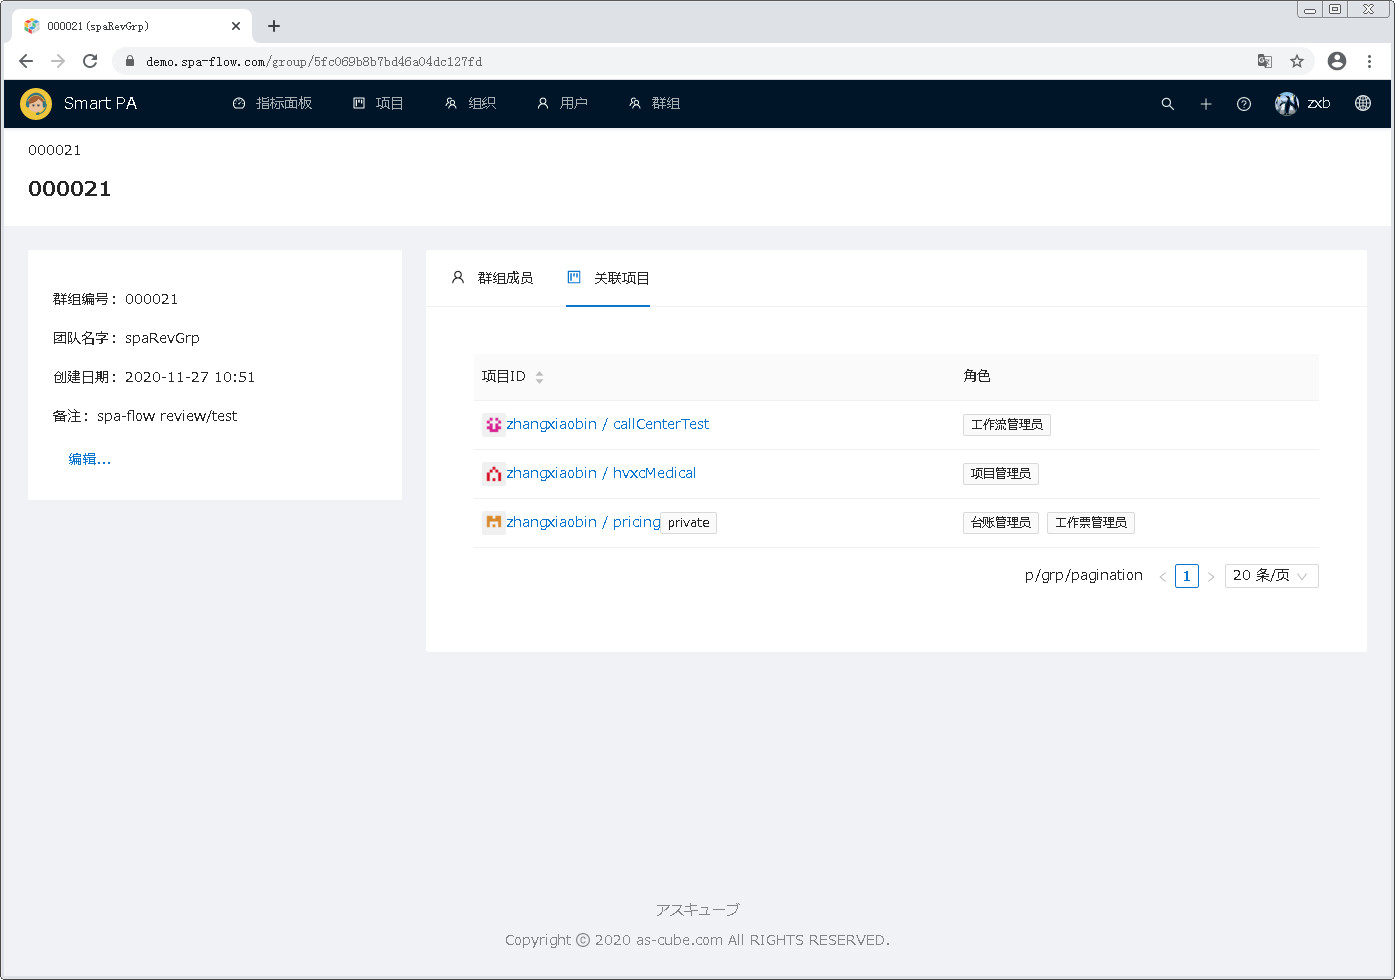 000021 (spaRevGrp)
demo.spa-flow.com/group/5fc069b8b7bd46a04dc127fd
Smart PA 指标面板 项目 组织 用户 群组 zxb
000021
000021
群组编号： 000021
团队名字： spaRevGrp
创建日期： 2020-11-27 10:51
备注： spa-flow review/test
编辑...
群组成员 关联项目
项目ID 角色
zhangxiaobin / callCenterTest 工作流管理员
zhangxiaobin / hvxcMedical 项目管理员
zhangxiaobin / pricing private 台账管理员 工作票管理员
p/grp/pagination < 1 > 20 条/页
アスキューブ
Copyright © 2020 as-cube.com All RIGHTS RESERVED.